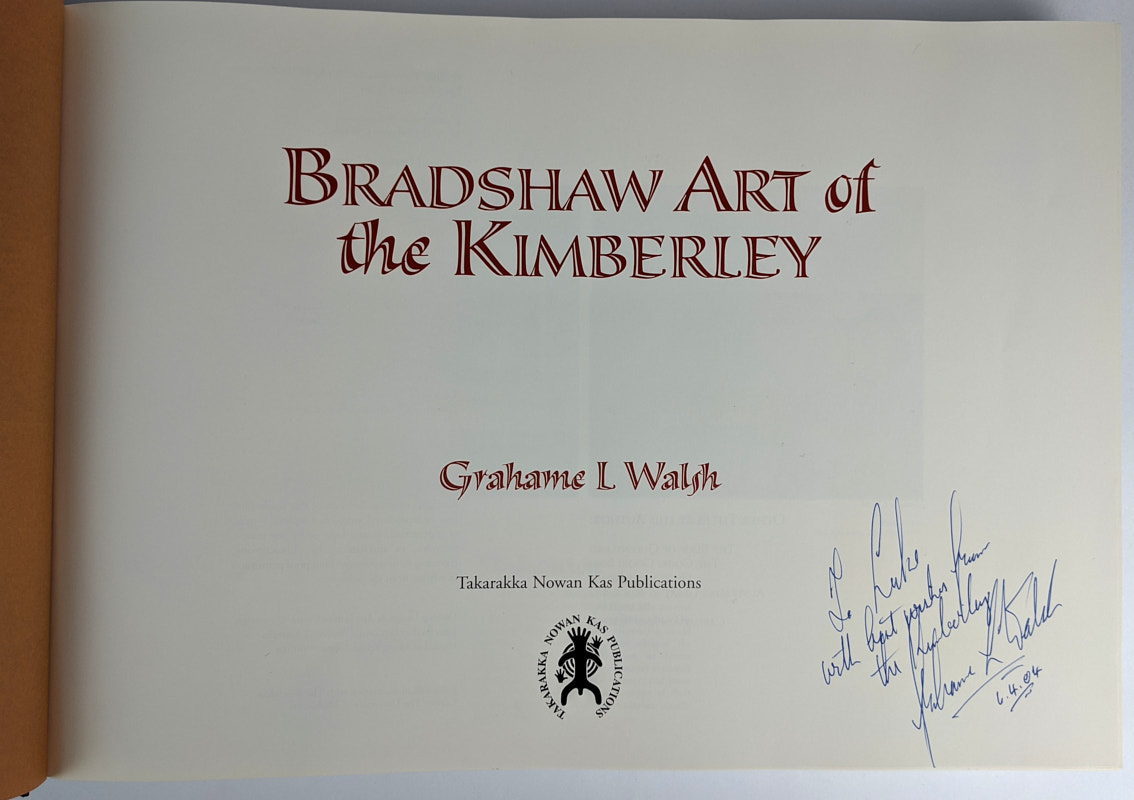 BRADSHAW ART of
the KIMBERLEY
Grahame L Walsh
Takarakka Nowan Kas Publications
TAKARAKKA NOWAN KAS PUBLICATIONS
To Luke
with best wishes from
the Kimberley
Grahame L Walsh
6.4.04